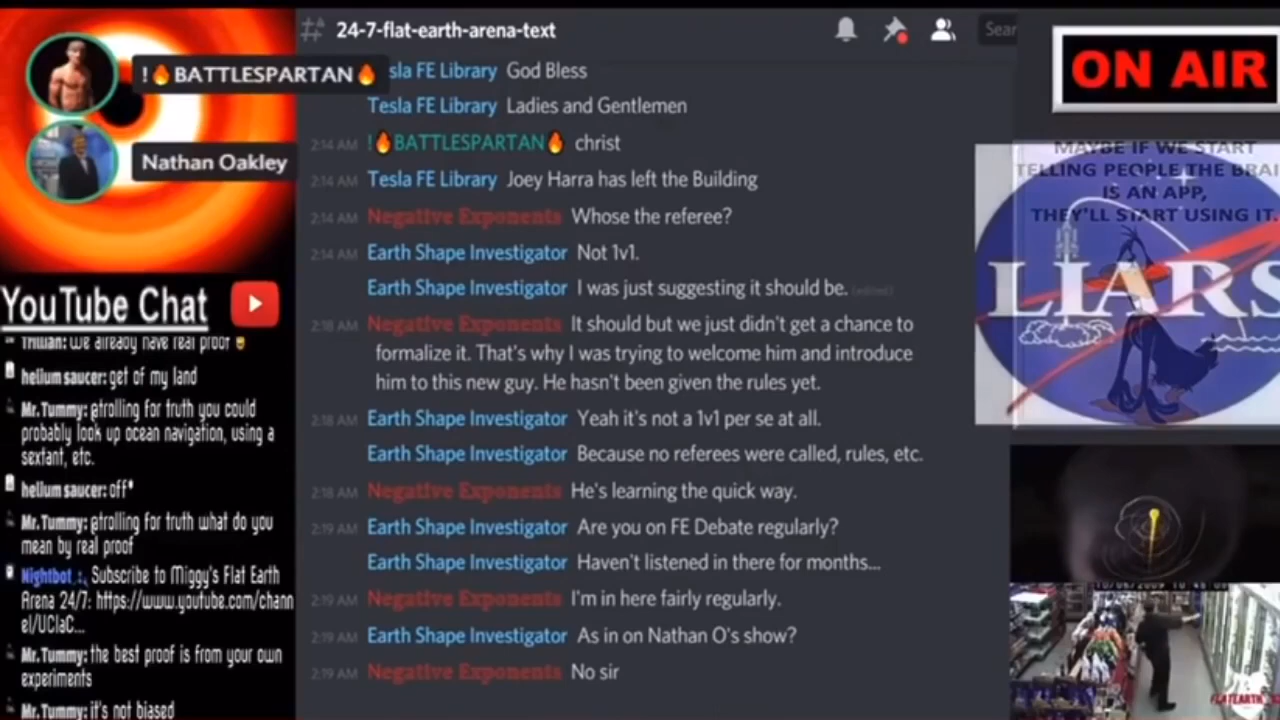 24-7-flat-earth-arena-text
Sear
ON AIR
!🔥BATTLESPARTAN🔥
Nathan Oakley
sla FE Library God Bless
Tesla FE Library Ladies and Gentlemen
2:14 AM !🔥BATTLESPARTAN🔥 christ
2:14 AM Tesla FE Library Joey Harra has left the Building
2:14 AM Negative Exponents Whose the referee?
2:14 AM Earth Shape Investigator Not 1v1.
Earth Shape Investigator I was just suggesting it should be. (edited)
2:18 AM Negative Exponents It should but we just didn't get a chance to
formalize it. That's why I was trying to welcome him and introduce
him to this new guy. He hasn't been given the rules yet.
2:18 AM Earth Shape Investigator Yeah it's not a 1v1 per se at all.
Earth Shape Investigator Because no referees were called, rules, etc.
2:18 AM Negative Exponents He's learning the quick way.
2:19 AM Earth Shape Investigator Are you on FE Debate regularly?
Earth Shape Investigator Haven't listened in there for months...
2:19 AM Negative Exponents I'm in here fairly regularly.
2:19 AM Earth Shape Investigator As in on Nathan O's show?
2:19 AM Negative Exponents No sir
YouTube Chat
Trillian: we already have real proof
helium saucer: get of my land
Mr.Tummy: @trolling for truth you could
probably look up ocean navigation, using a
sextant, etc.
helium saucer: off*
Mr.Tummy: @trolling for truth what do you
mean by real proof
Nightbot : Subscribe to Miggy's Flat Earth
Arena 24/7: https://www.youtube.com/chann
el/UClaC...
Mr.Tummy: the best proof is from your own
experiments
Mr.Tummy: it's not biased
MAYBE IF WE START
TELLING PEOPLE THE BRAI
IS AN APP,
THEY'LL START USING IT.
LIARS